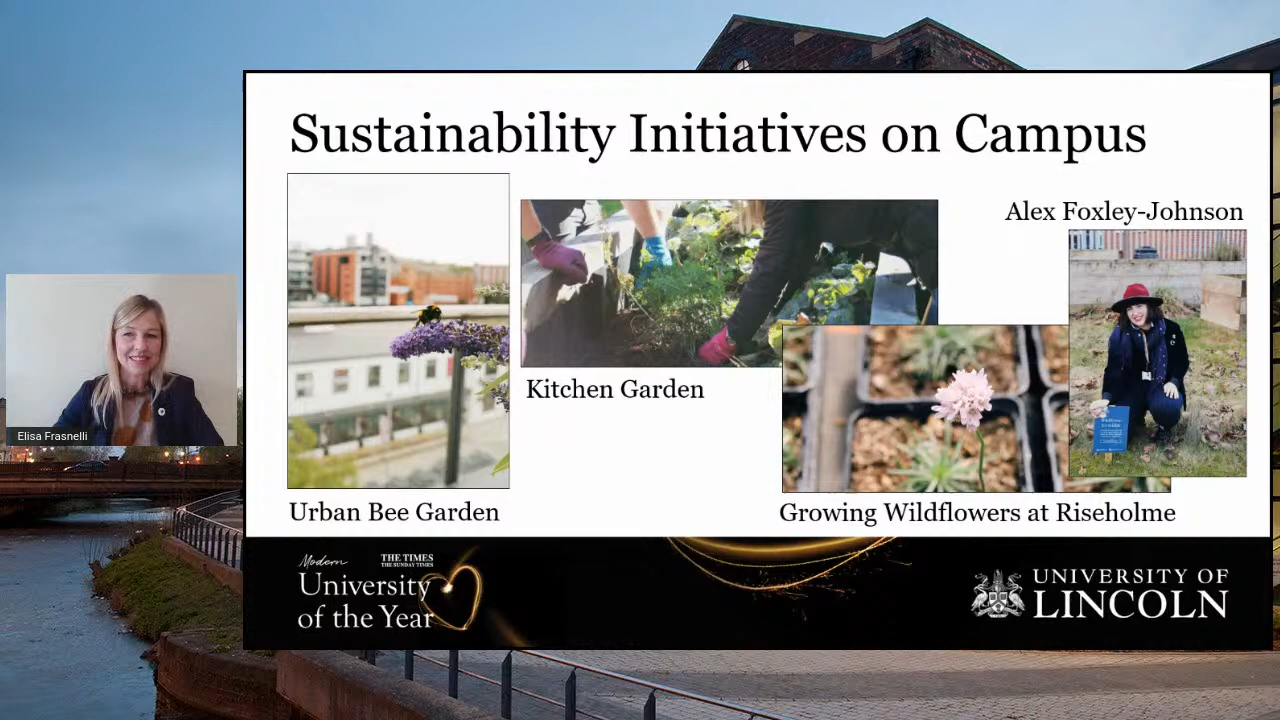 Sustainability Initiatives on Campus
Alex Foxley-Johnson
Kitchen Garden
Elisa Frasnelli
Urban Bee Garden
Growing Wildflowers at Riseholme
Modern
THE TIMES
THE SUNDAY TIMES
University
of the Year
UNIVERSITY OF
LINCOLN